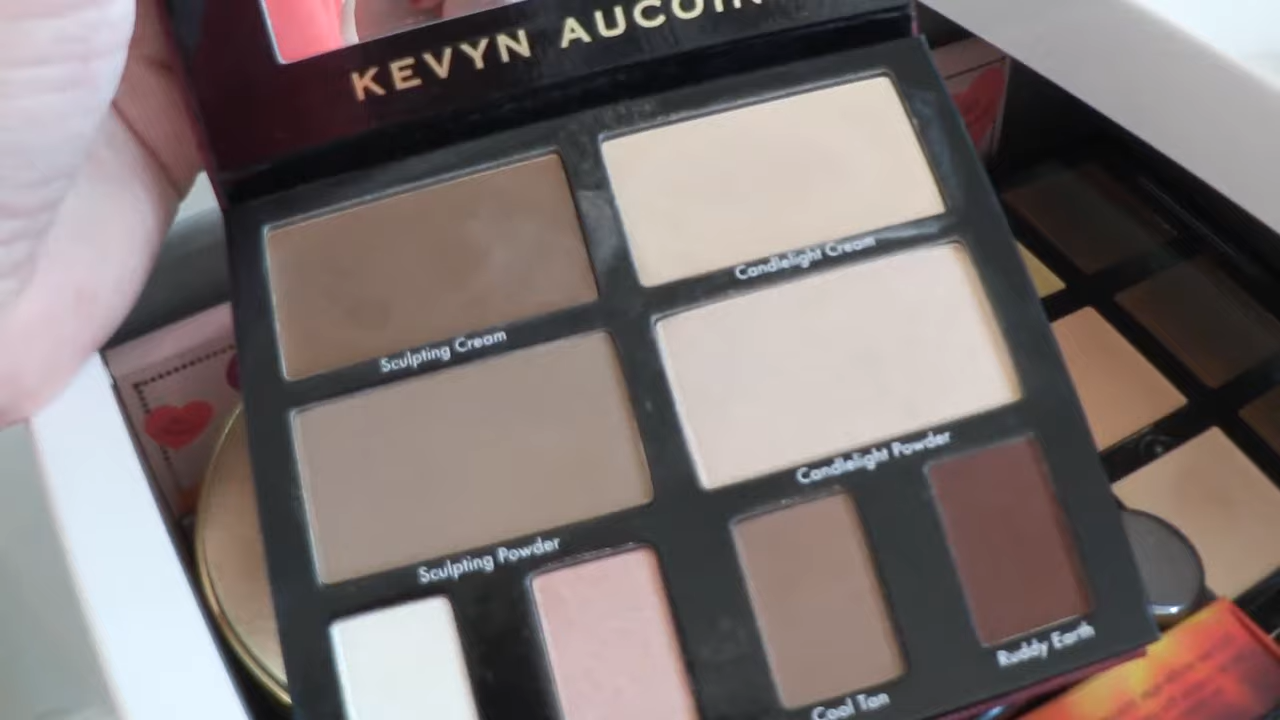 KEVYN AUCOIN
Candlelight Cream
Sculpting Cream
Candlelight Powder
Sculpting Powder
Ruddy Earth
Cool Tan